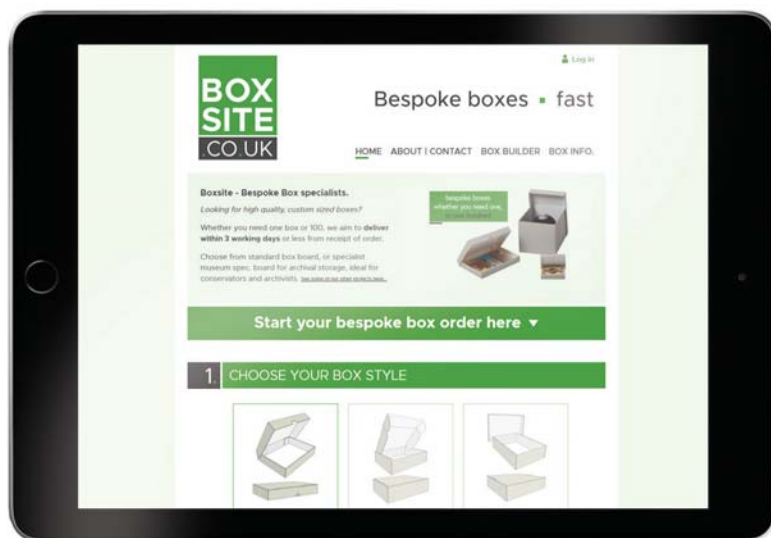 BOX
SITE
.CO.UK
Log in
Bespoke boxes ▪ fast
HOME ABOUT | CONTACT BOX BUILDER BOX INFO.
Boxsite - Bespoke Box specialists.
Looking for high quality, custom sized boxes?
Whether you need one box or 100, we aim to deliver
within 3 working days or less from receipt of order.
Choose from standard box board, or specialist
museum spec. board for archival storage, ideal for
conservators and archivists.
bespoke boxes
whether you need one,
Start your bespoke box order here ▼
1. CHOOSE YOUR BOX STYLE